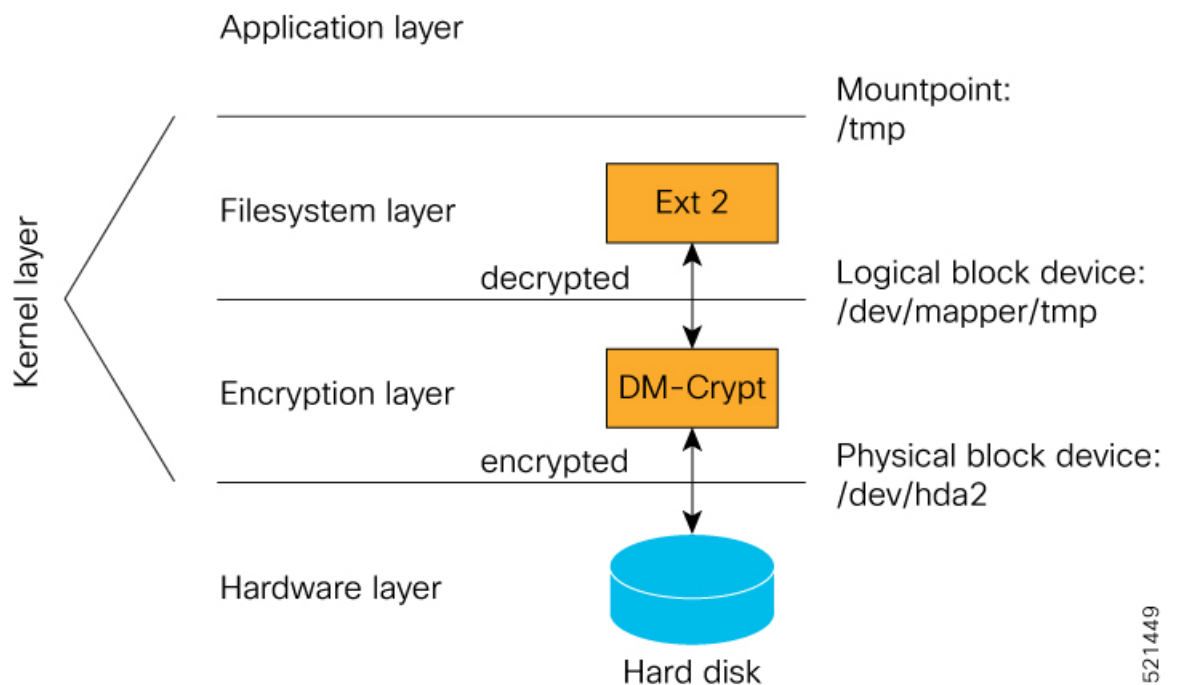 Application layer
Mountpoint:
/tmp
Kernel layer
Filesystem layer
Ext 2
decrypted
Logical block device:
/dev/mapper/tmp
Encryption layer
DM-Crypt
encrypted
Physical block device:
/dev/hda2
Hardware layer
Hard disk
521449